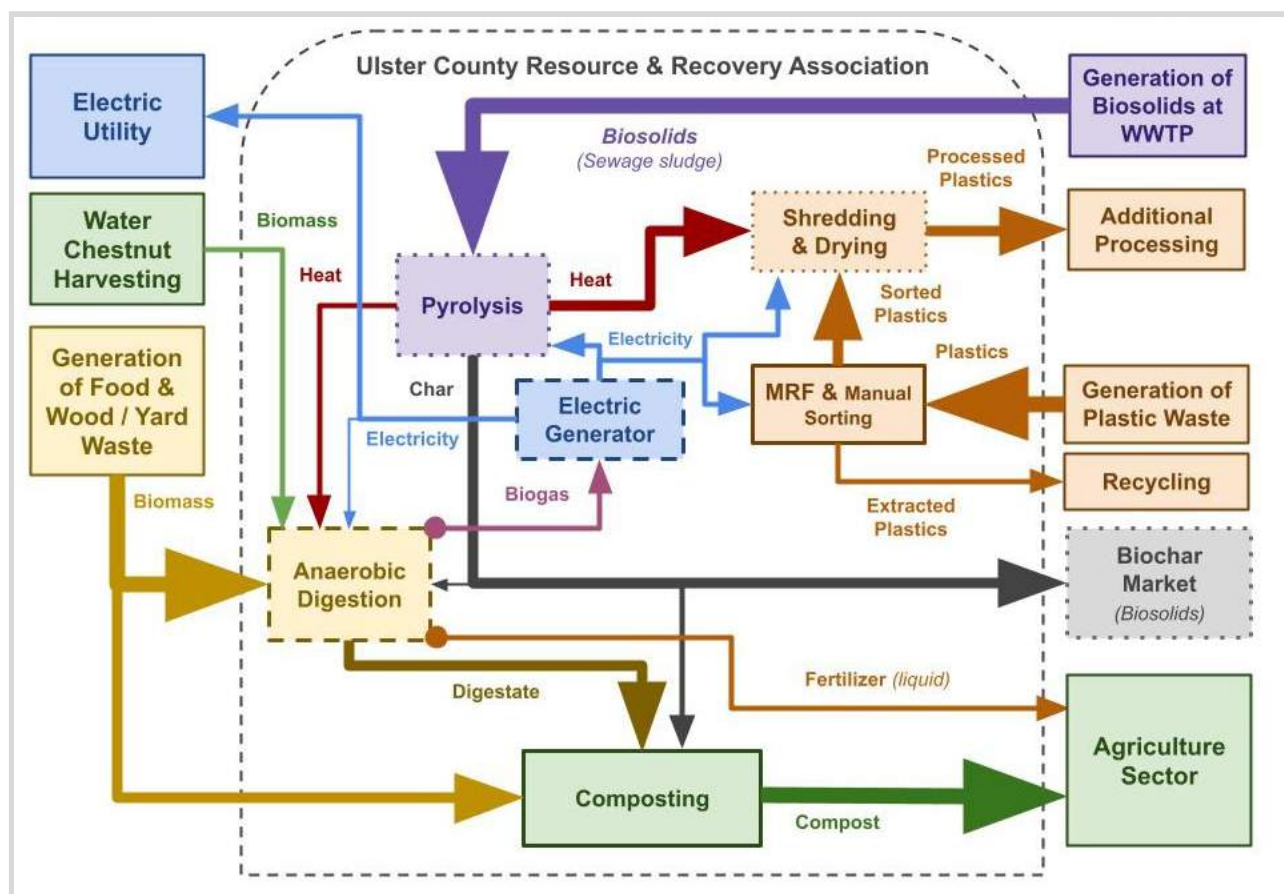 Ulster County Resource & Recovery Association
Electric
Utility
Generation of
Biosolids at
WWTP
Biosolids
(Sewage sludge)
Processed
Plastics
Water
Chestnut
Harvesting
Biomass
Heat
Pyrolysis
Heat
Shredding
& Drying
Additional
Processing
Sorted
Plastics
Electricity
Plastics
Generation
of Food &
Wood / Yard
Waste
Char
Electric
Generator
MRF & Manual
Sorting
Generation of
Plastic Waste
Electricity
Biomass
Biogas
Extracted
Plastics
Recycling
Anaerobic
Digestion
Biochar
Market
(Biosolids)
Digestate
Fertilizer (liquid)
Agriculture
Sector
Composting
Compost